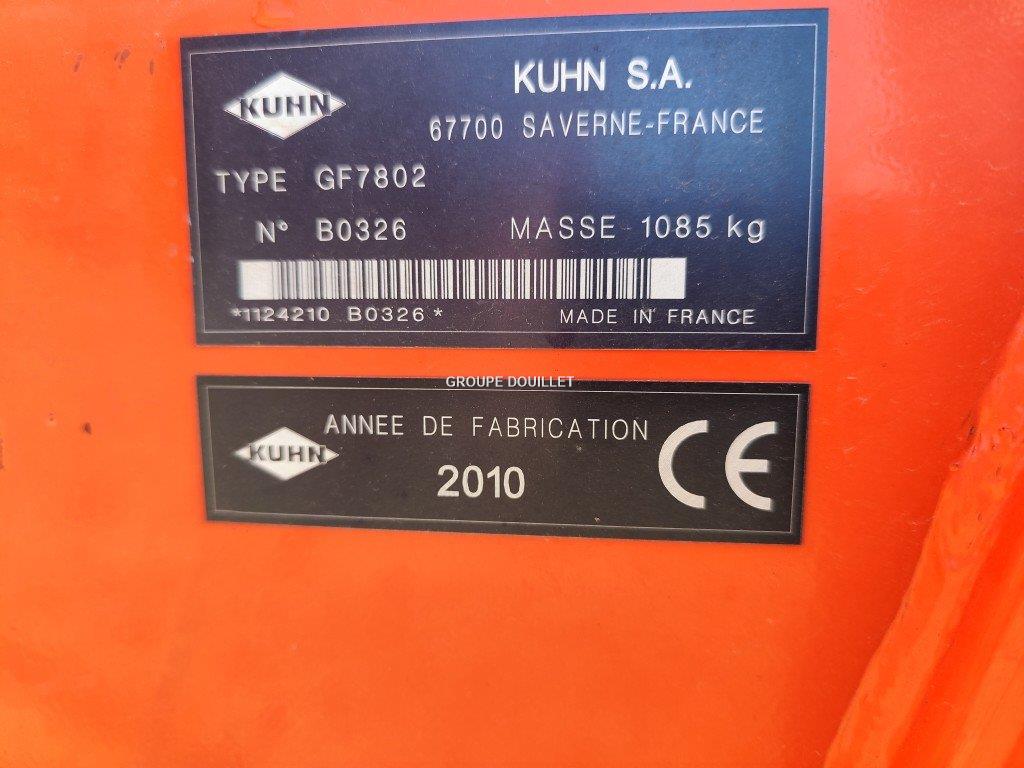 KUHN
KUHN S.A.
67700 SAVERNE-FRANCE
TYPE GF7802
N° B0326 MASSE 1085 kg
*1124210 B0326* MADE IN FRANCE
GROUPE DOUILLET
KUHN
ANNEE DE FABRICATION
2010
CE